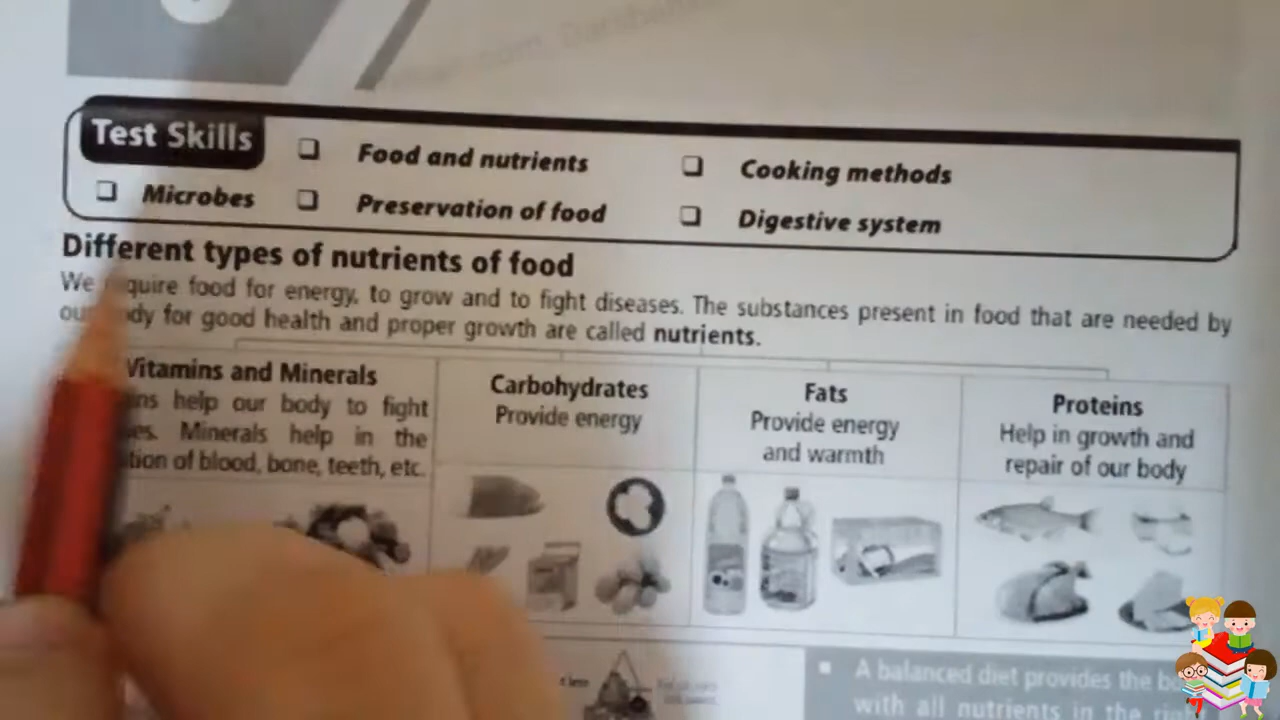 Test Skills
Food and nutrients
Cooking methods
Microbes
Preservation of food
Digestive system
Different types of nutrients of food
We food for energy, to grow and to fight diseases. The substances present in food that are needed by
for good health and proper growth are called nutrients.
Vitamins and Minerals
help our body to fight
Minerals help in the
of blood, bone, teeth, etc.
Carbohydrates
Provide energy
Fats
Provide energy
and warmth
Proteins
Help in growth and
repair of our body
A balanced diet provides the
with all nutrients in the